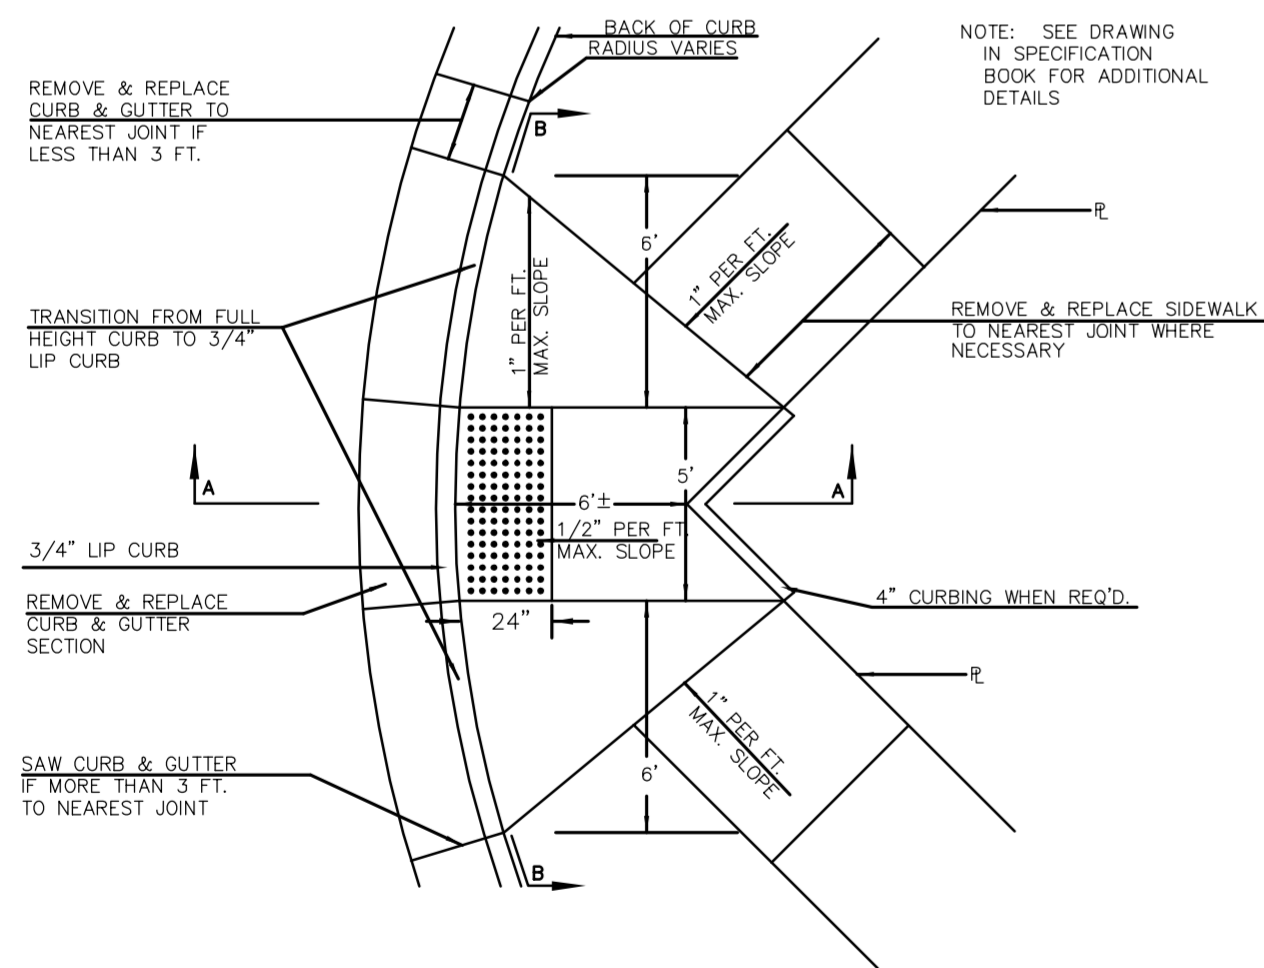 BACK OF CURB
RADIUS VARIES
NOTE: SEE DRAWING
IN SPECIFICATION
BOOK FOR ADDITIONAL
DETAILS
REMOVE & REPLACE
CURB & GUTTER TO
NEAREST JOINT IF
LESS THAN 3 FT.
B
6'
1" PER FT.
MAX. SLOPE
1" PER FT.
MAX. SLOPE
℄
REMOVE & REPLACE SIDEWALK
TO NEAREST JOINT WHERE
NECESSARY
TRANSITION FROM FULL
HEIGHT CURB TO 3/4"
LIP CURB
A
A
5'
6'±
1/2" PER FT.
MAX. SLOPE
3/4" LIP CURB
REMOVE & REPLACE
CURB & GUTTER
SECTION
24"
4" CURBING WHEN REQ'D.
℄
1" PER FT.
MAX. SLOPE
6'
SAW CURB & GUTTER
IF MORE THAN 3 FT.
TO NEAREST JOINT
B